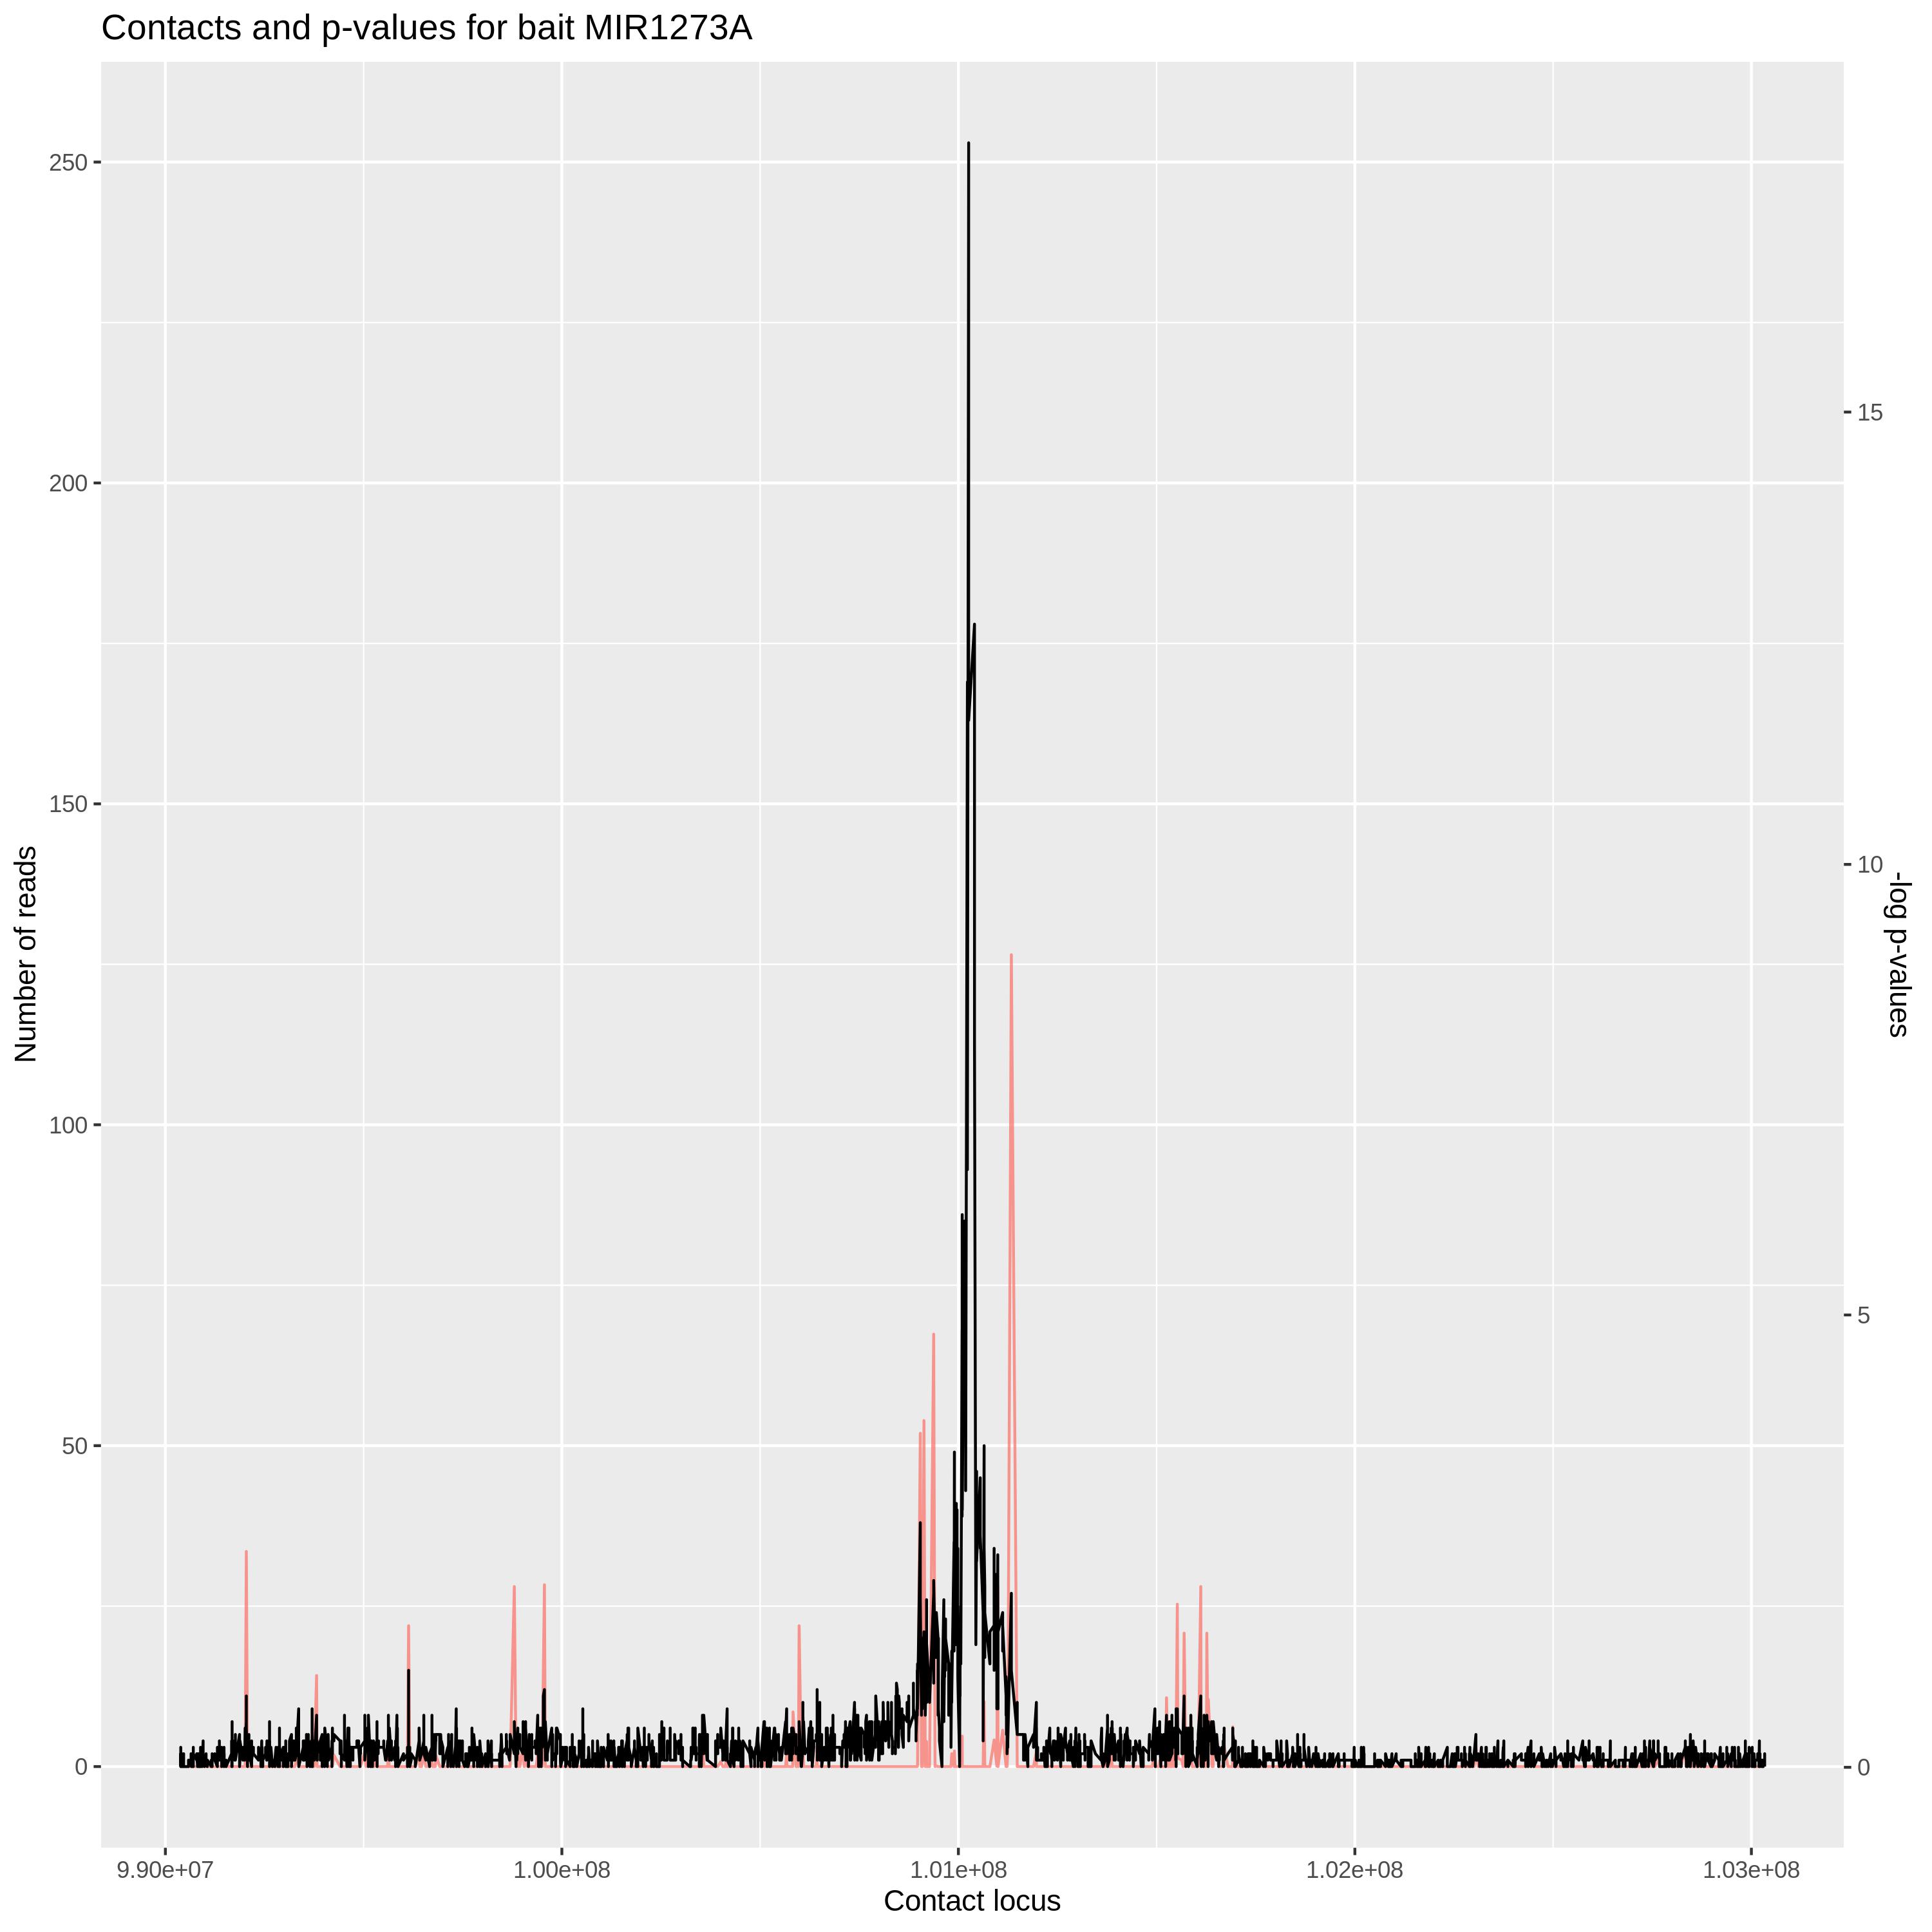 Contacts and p-values for bait MIR1273A
250
200
150
100
50
0
Number of reads
15
10
5
0
-log p-values
9.90e+07 1.00e+08 1.01e+08 1.02e+08 1.03e+08
Contact locus